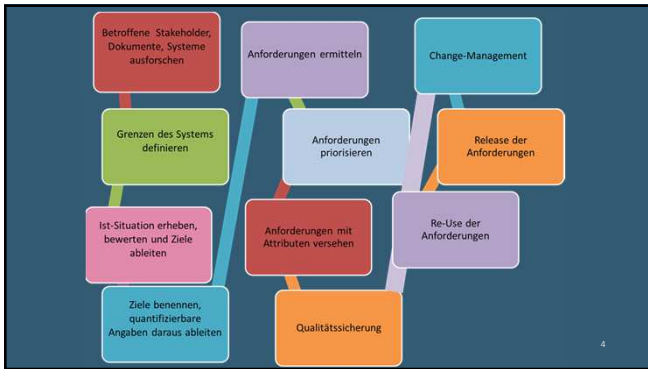 Betroffene Stakeholder,
Dokumente, Systeme
ausforschen
Grenzen des Systems
definieren
Ist-Situation erheben,
bewerten und Ziele
ableiten
Ziele benennen,
quantifizierbare
Angaben daraus ableiten
Anforderungen ermitteln
Anforderungen
priorisieren
Anforderungen mit
Attributen versehen
Qualitätssicherung
Change-Management
Release der
Anforderungen
Re-Use der
Anforderungen
4